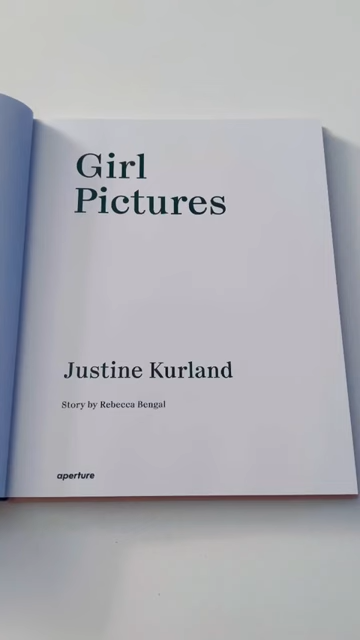 Girl
Pictures
Justine Kurland
Story by Rebecca Bengal
aperture